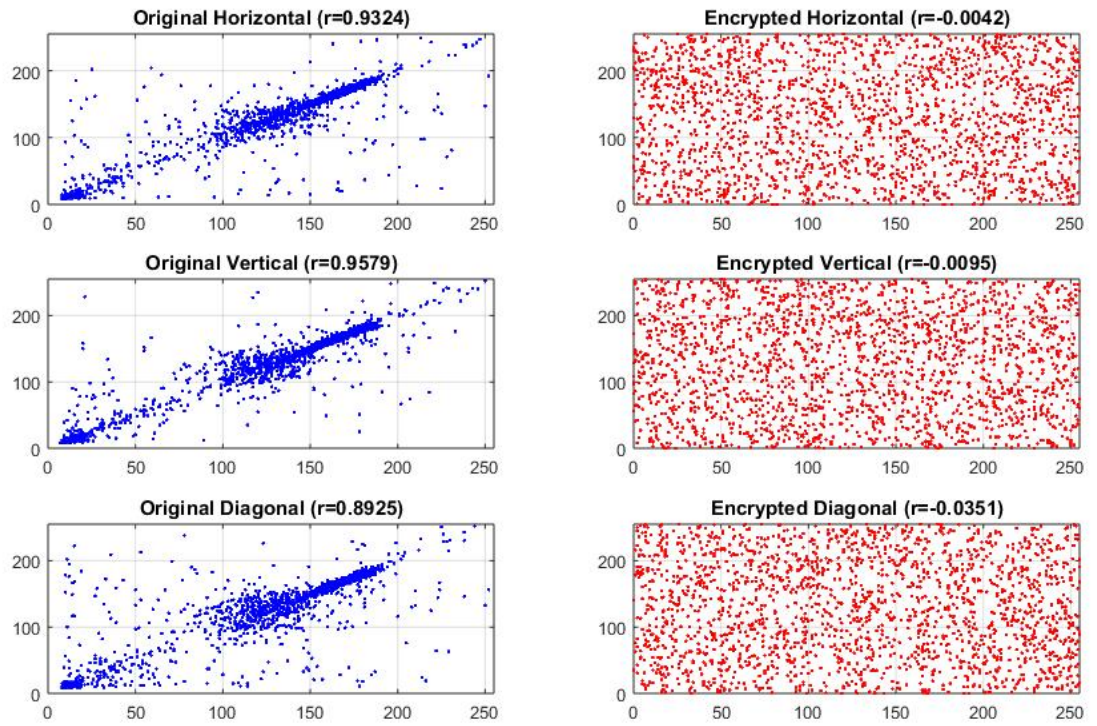 Original Horizontal (r=0.9324)
200
100
0
0 50 100 150 200 250
Encrypted Horizontal (r=-0.0042)
200
100
0
0 50 100 150 200 250
Original Vertical (r=0.9579)
200
100
0
0 50 100 150 200 250
Encrypted Vertical (r=-0.0095)
200
100
0
0 50 100 150 200 250
Original Diagonal (r=0.8925)
200
100
0
0 50 100 150 200 250
Encrypted Diagonal (r=-0.0351)
200
100
0
0 50 100 150 200 250